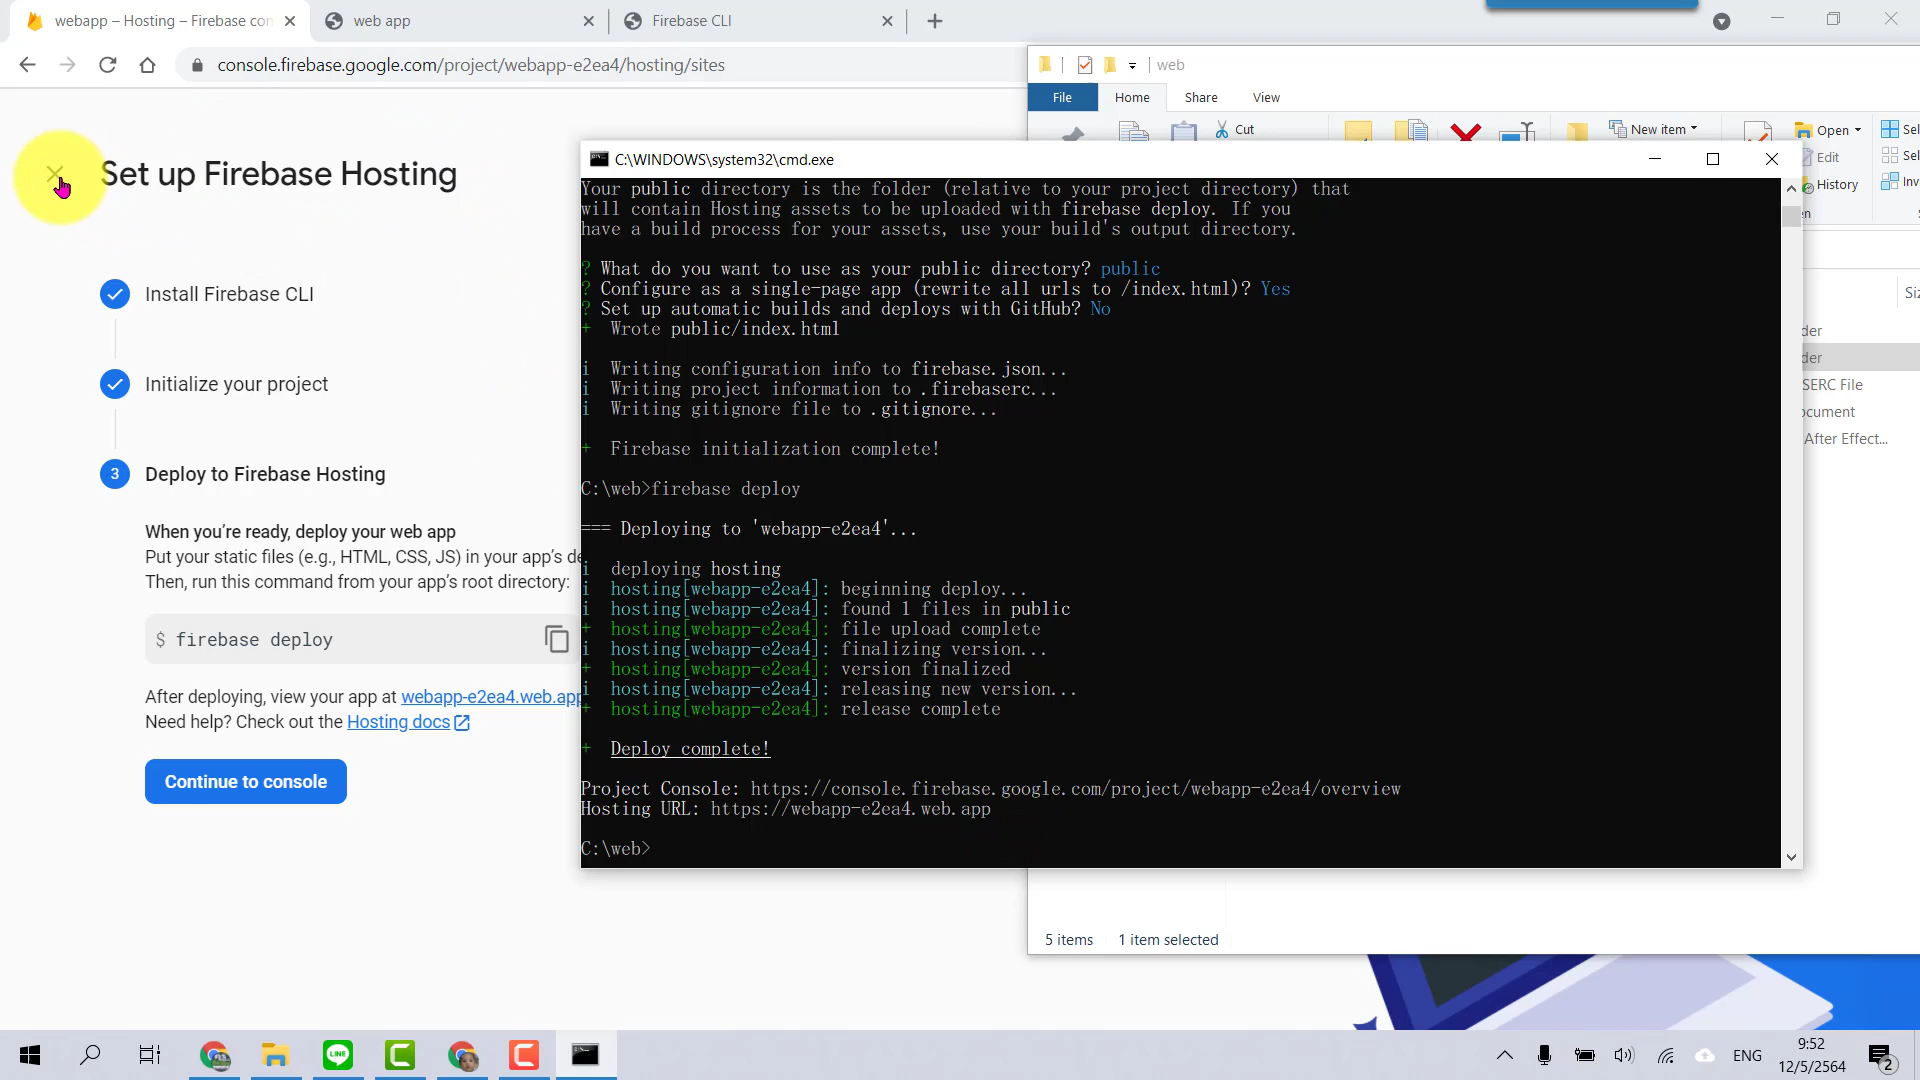 webapp – Hosting – Firebase con
web app
Firebase CLI
console.firebase.google.com/project/webapp-e2ea4/hosting/sites
web
File
Home
Share
View
Cut
New item
Open
Edit
History
Sel
Sel
Inv
en
Set up Firebase Hosting
Install Firebase CLI
Initialize your project
3
Deploy to Firebase Hosting
When you're ready, deploy your web app
Put your static files (e.g., HTML, CSS, JS) in your app's de
Then, run this command from your app's root directory:
$ firebase deploy
After deploying, view your app at webapp-e2ea4.web.app
Need help? Check out the Hosting docs
Continue to console
C:\WINDOWS\system32\cmd.exe
Your public directory is the folder (relative to your project directory) that
will contain Hosting assets to be uploaded with firebase deploy. If you
have a build process for your assets, use your build's output directory.
? What do you want to use as your public directory? public
? Configure as a single-page app (rewrite all urls to /index.html)? Yes
? Set up automatic builds and deploys with GitHub? No
+ Wrote public/index.html
i Writing configuration info to firebase.json...
i Writing project information to .firebaserc...
i Writing gitignore file to .gitignore...
+ Firebase initialization complete!
C:\web>firebase deploy
=== Deploying to 'webapp-e2ea4'...
i deploying hosting
i hosting[webapp-e2ea4]: beginning deploy...
i hosting[webapp-e2ea4]: found 1 files in public
+ hosting[webapp-e2ea4]: file upload complete
i hosting[webapp-e2ea4]: finalizing version...
+ hosting[webapp-e2ea4]: version finalized
i hosting[webapp-e2ea4]: releasing new version...
+ hosting[webapp-e2ea4]: release complete
+ Deploy complete!
Project Console: https://console.firebase.google.com/project/webapp-e2ea4/overview
Hosting URL: https://webapp-e2ea4.web.app
C:\web>
Siz
der
der
SERC File
ocument
After Effect...
5 items
1 item selected
LINE
ENG
9:52
12/5/2564
2